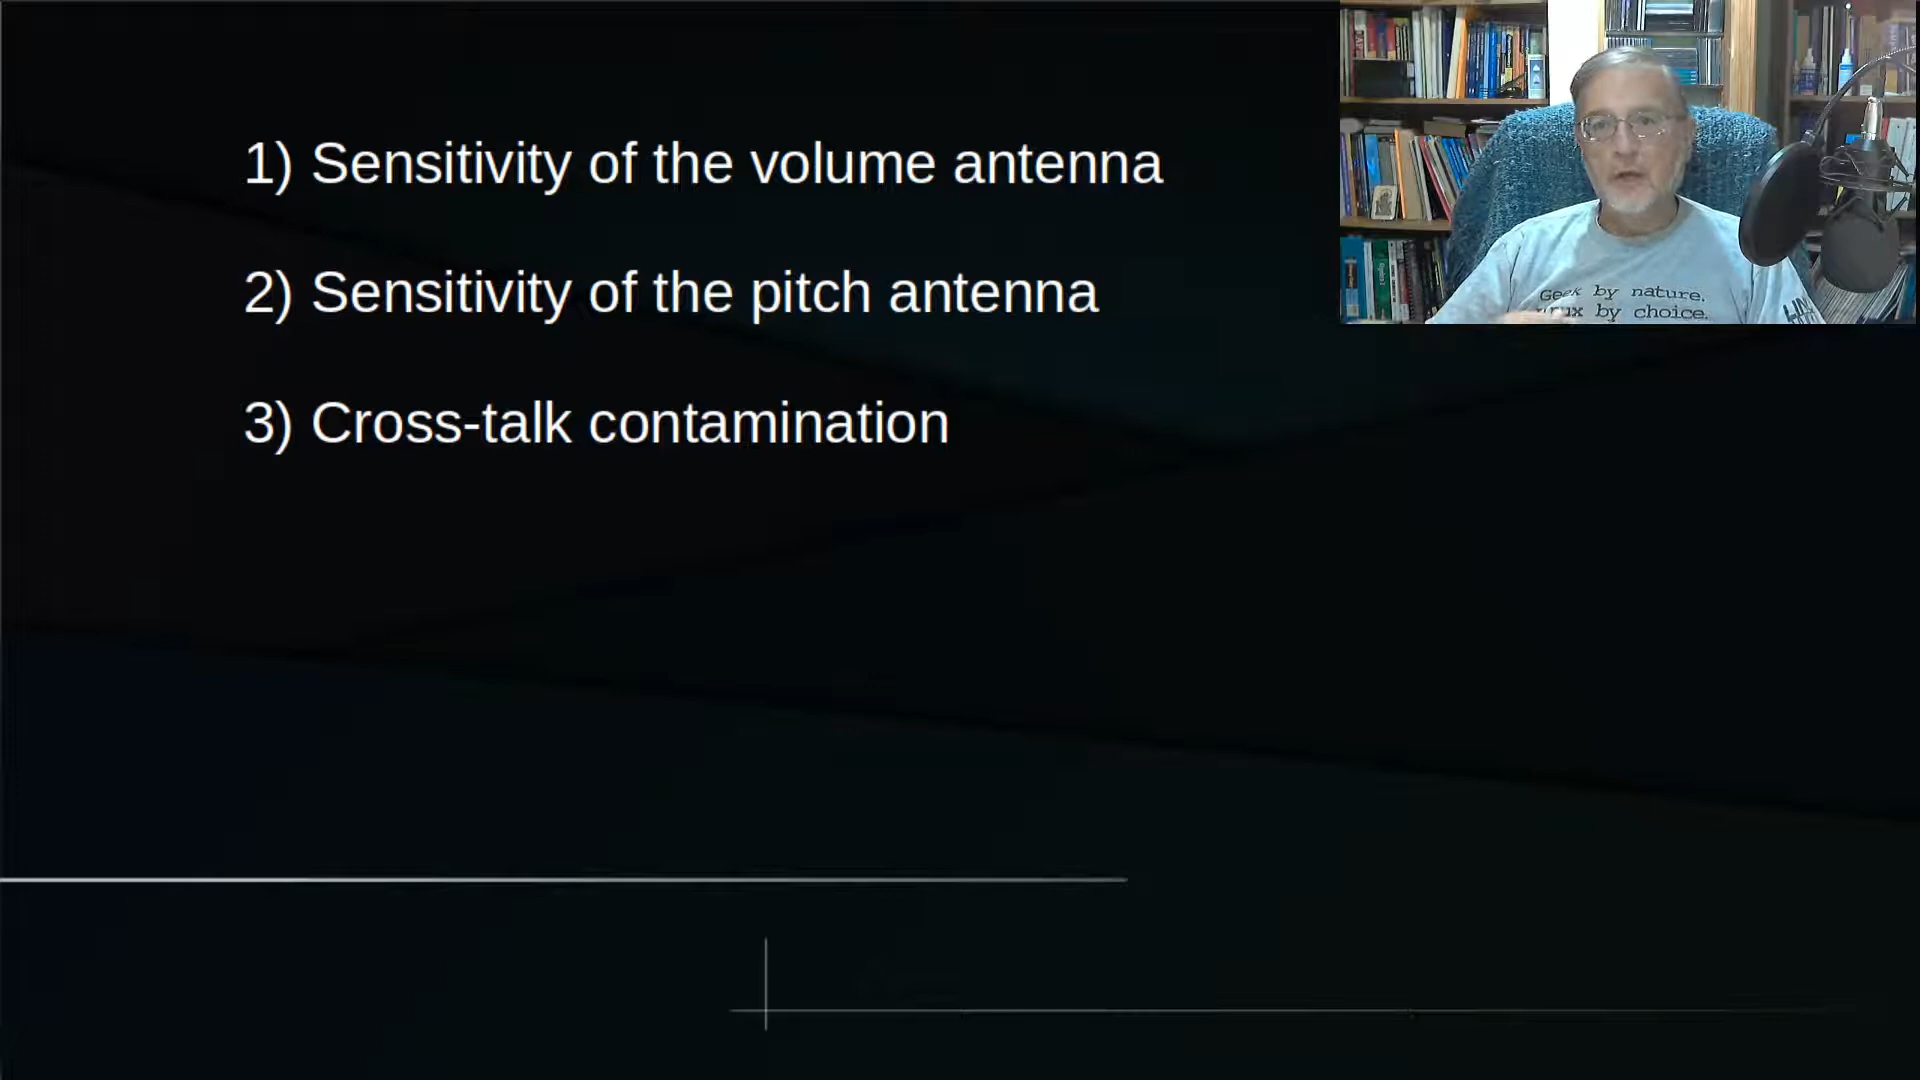 1) Sensitivity of the volume antenna
2) Sensitivity of the pitch antenna
3) Cross-talk contamination
Geek by nature,
by choice.